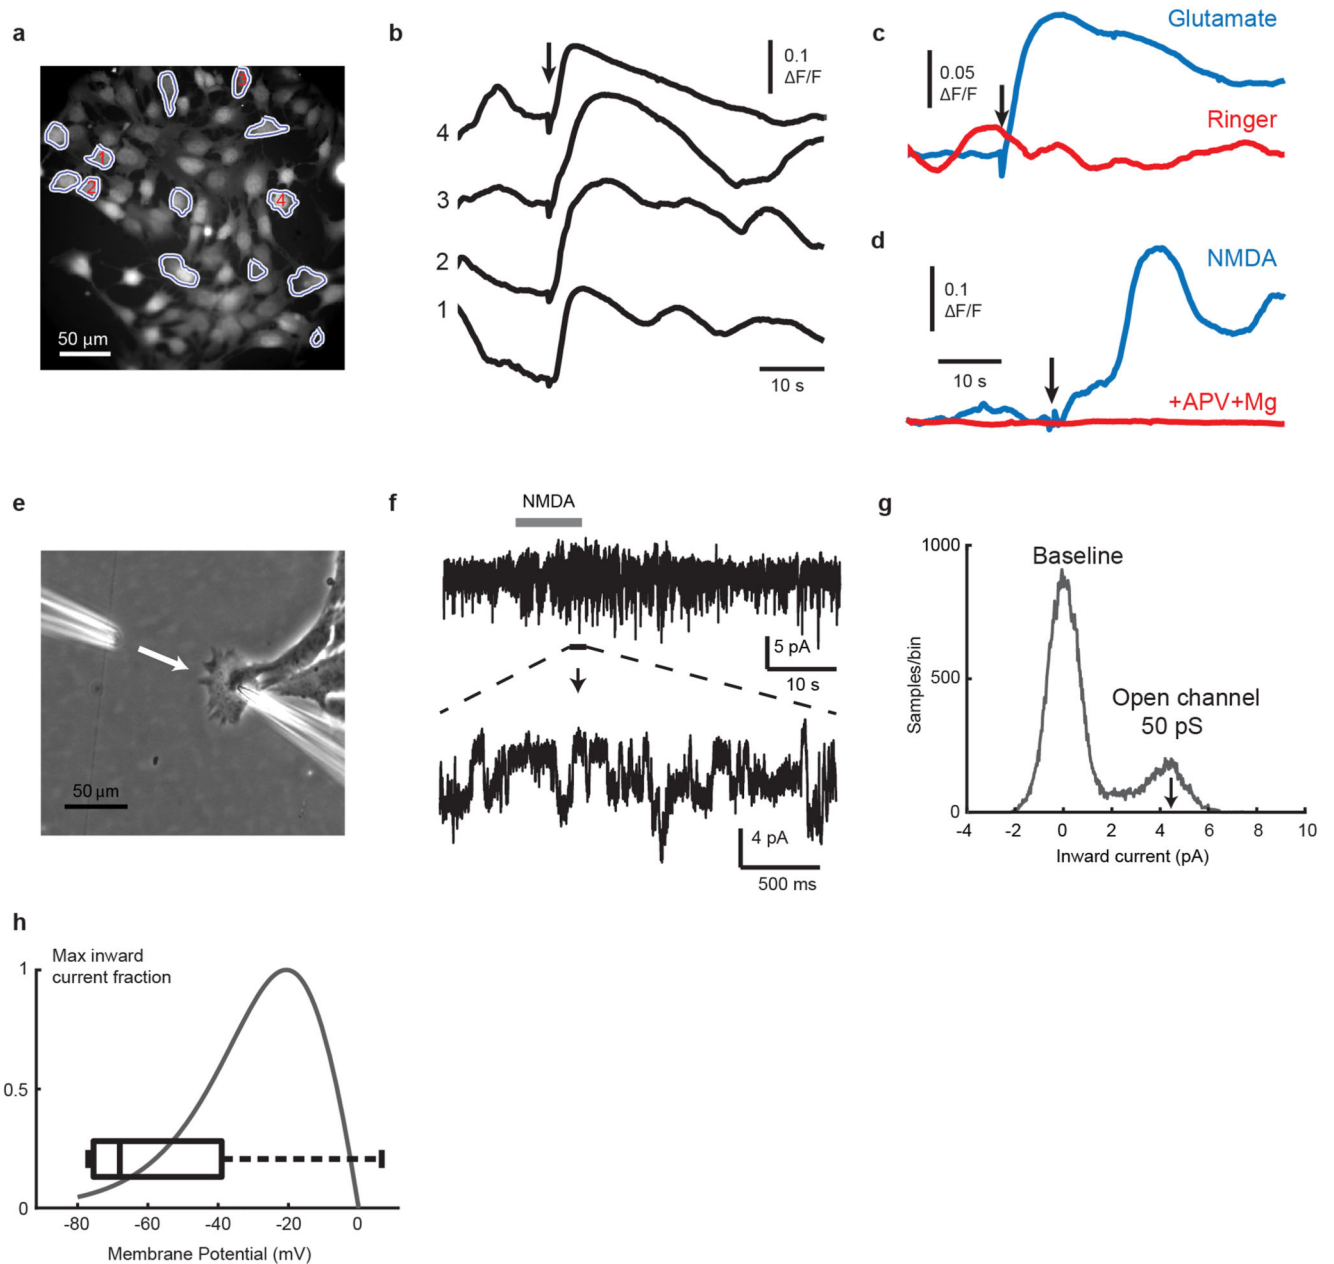 a
50 µm
1
2
3
4
b
0.1
ΔF/F
4
3
2
1
10 s
c
Glutamate
0.05
ΔF/F
Ringer
d
NMDA
0.1
ΔF/F
10 s
+APV+Mg
e
50 µm
f
NMDA
5 pA
10 s
4 pA
500 ms
g
1000
Baseline
Samples/bin
500
Open channel
50 pS
0
-4 -2 0 2 4 6 8 10
Inward current (pA)
h
Max inward
current fraction
1
0.5
0
-80 -60 -40 -20 0
Membrane Potential (mV)